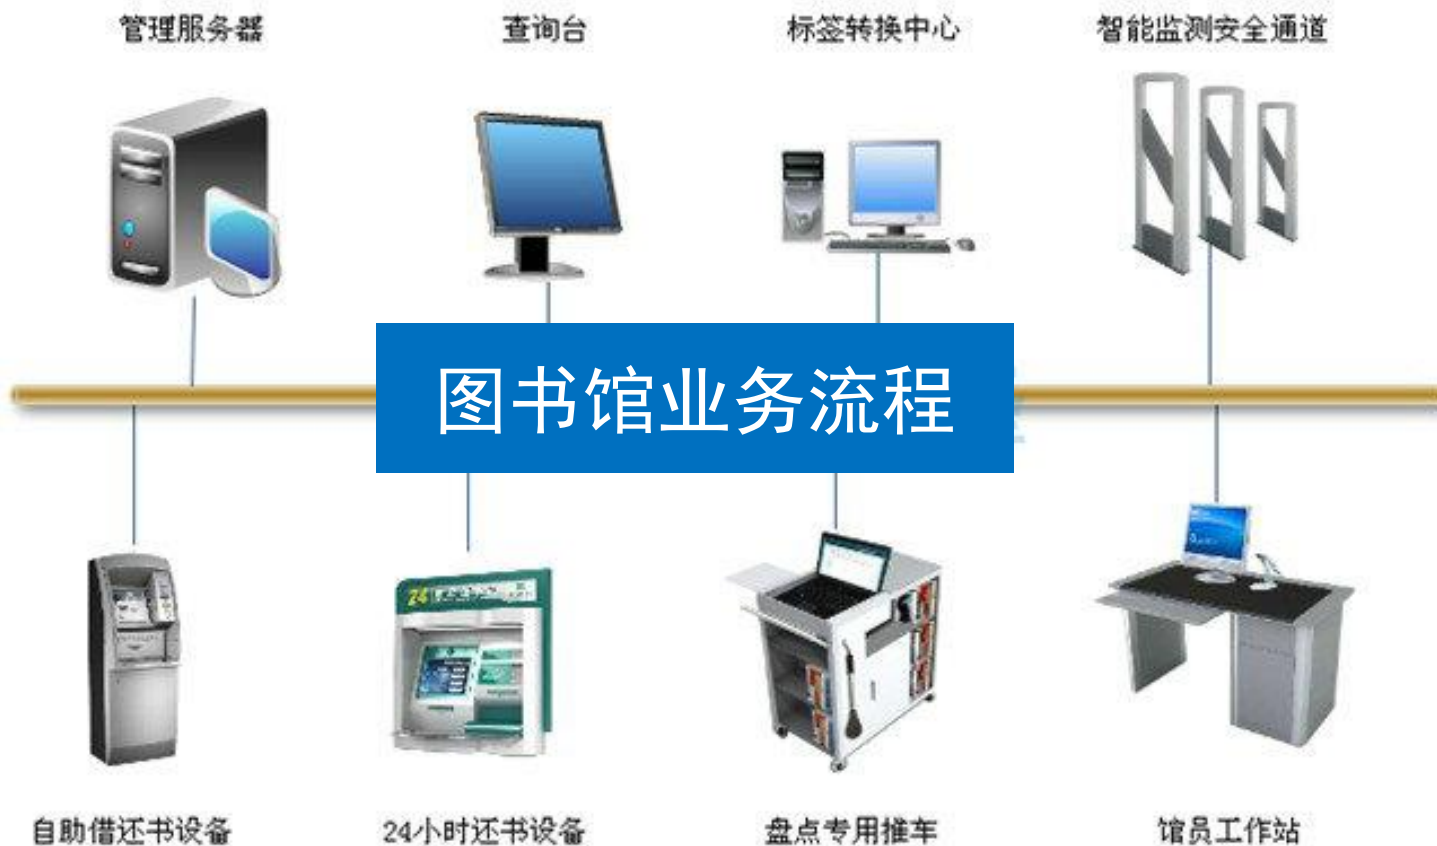 管理服务器
查询台
标签转换中心
智能监测安全通道
图书馆业务流程
24
自助借还书设备
24小时还书设备
盘点专用推车
馆员工作站